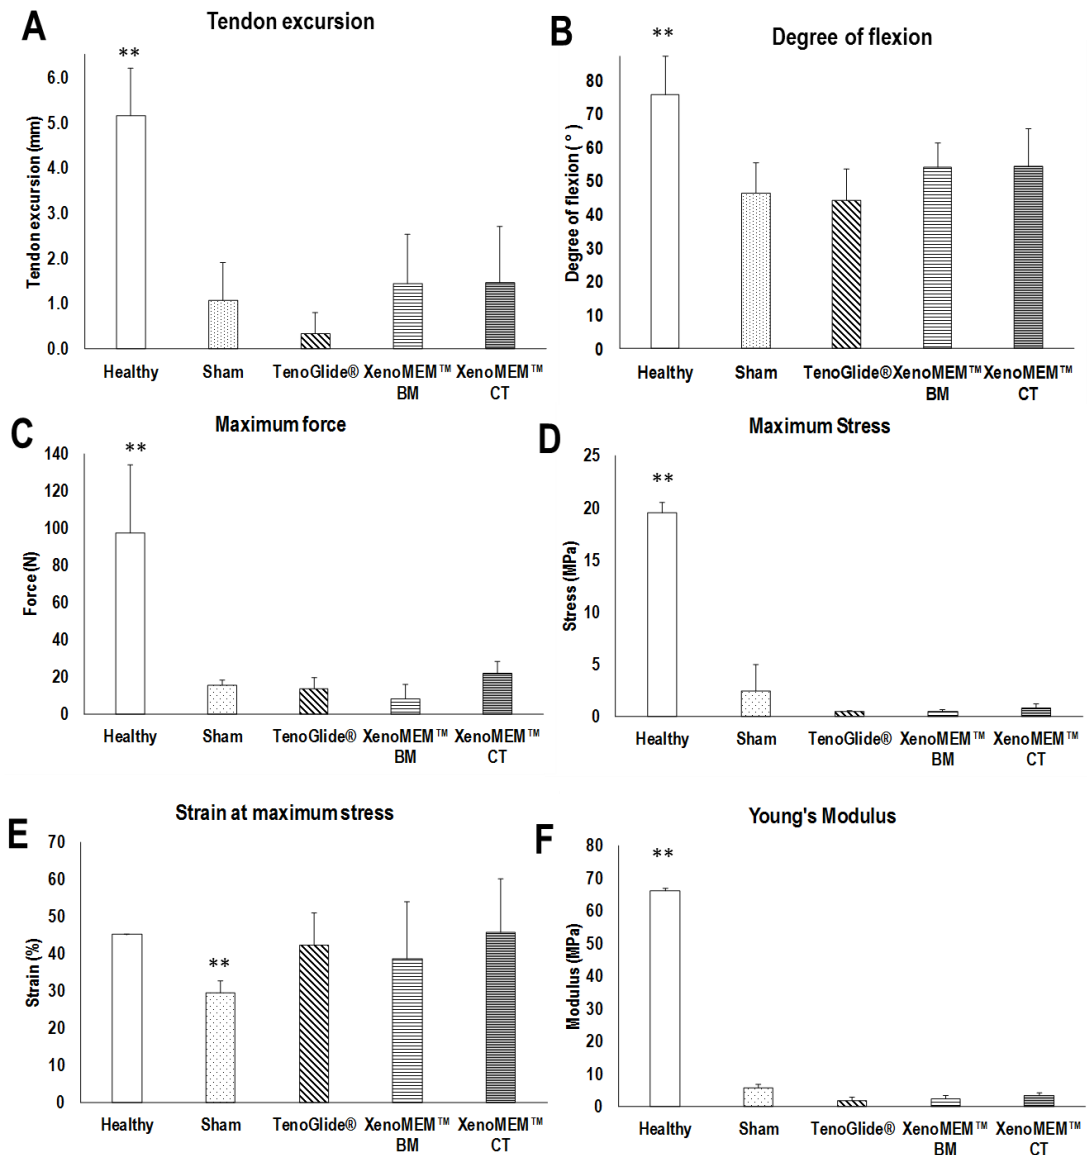 A
Tendon excursion
**
Tendon excursion (mm)
6.0
5.0
4.0
3.0
2.0
1.0
0.0
Healthy
Sham
TenoGlide®
XenoMEM™ BM
XenoMEM™ CT
B
Degree of flexion
**
Degree of flexion ( ° )
80
70
60
50
40
30
20
10
0
Healthy
Sham
TenoGlide®
XenoMEM™ BM
XenoMEM™ CT
C
Maximum force
**
Force (N)
140
120
100
80
60
40
20
0
Healthy
Sham
TenoGlide®
XenoMEM™ BM
XenoMEM™ CT
D
Maximum Stress
**
Stress (MPa)
25
20
15
10
5
0
Healthy
Sham
TenoGlide®
XenoMEM™ BM
XenoMEM™ CT
E
Strain at maximum stress
**
Strain (%)
70
60
50
40
30
20
10
0
Healthy
Sham
TenoGlide®
XenoMEM™ BM
XenoMEM™ CT
F
Young's Modulus
**
Modulus (MPa)
80
70
60
50
40
30
20
10
0
Healthy
Sham
TenoGlide®
XenoMEM™ BM
XenoMEM™ CT